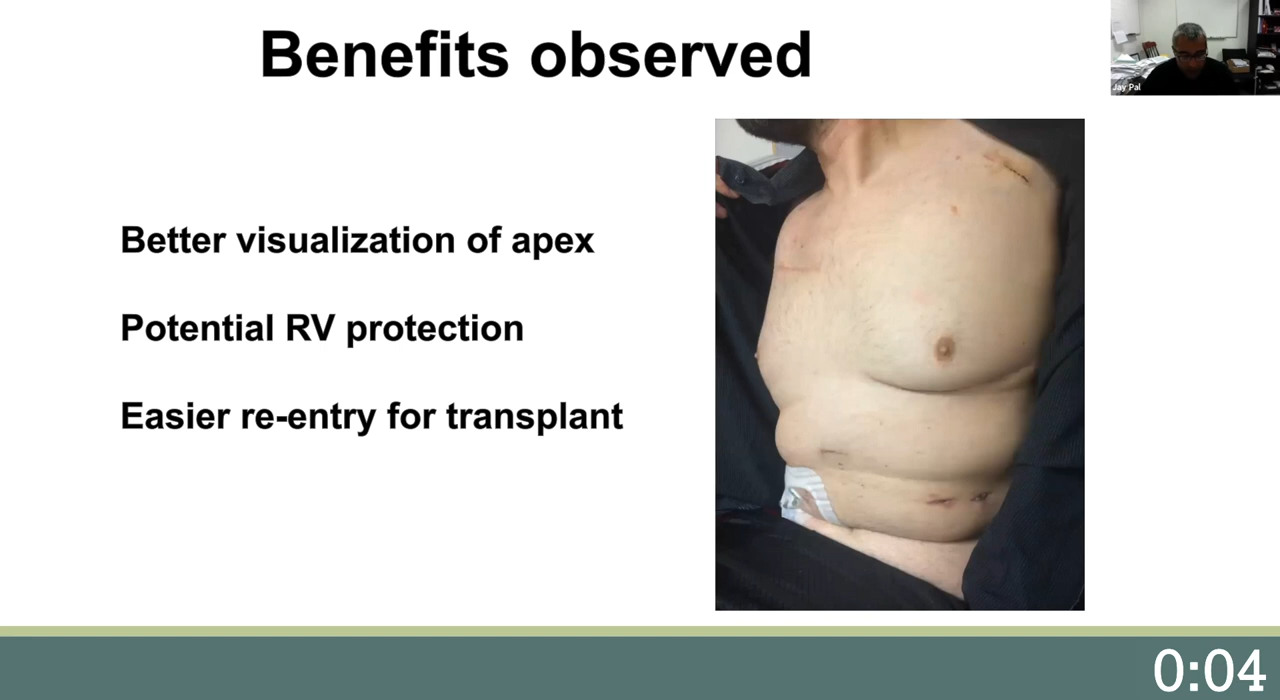 Benefits observed
Jay Pal
Better visualization of apex
Potential RV protection
Easier re-entry for transplant
0:04